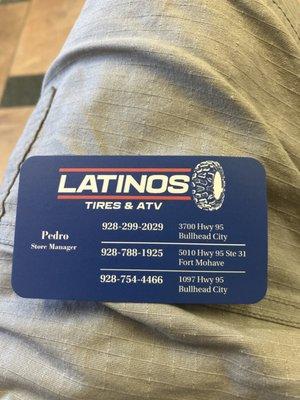 LATINOS
TIRES & ATV
Pedro
Store Manager
928-299-2029
3700 Hwy 95
Bullhead City
928-788-1925
5010 Hwy 95 Ste 31
Fort Mohave
928-754-4466
1097 Hwy 95
Bullhead City